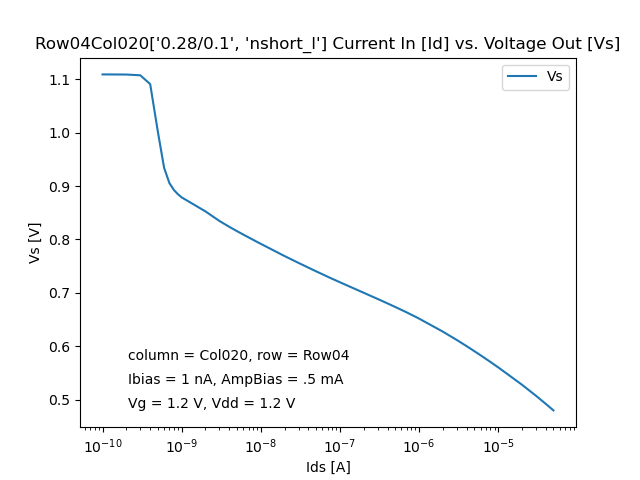 Row04Col020['0.28/0.1', 'nshort_l'] Current In [Id] vs. Voltage Out [Vs]
Vs
1.1
1.0
0.9
0.8
0.7
0.6
0.5
Vs [V]
column = Col020, row = Row04
Ibias = 1 nA, AmpBias = .5 mA
Vg = 1.2 V, Vdd = 1.2 V
10⁻¹⁰ 10⁻⁹ 10⁻⁸ 10⁻⁷ 10⁻⁶ 10⁻⁵
Ids [A]